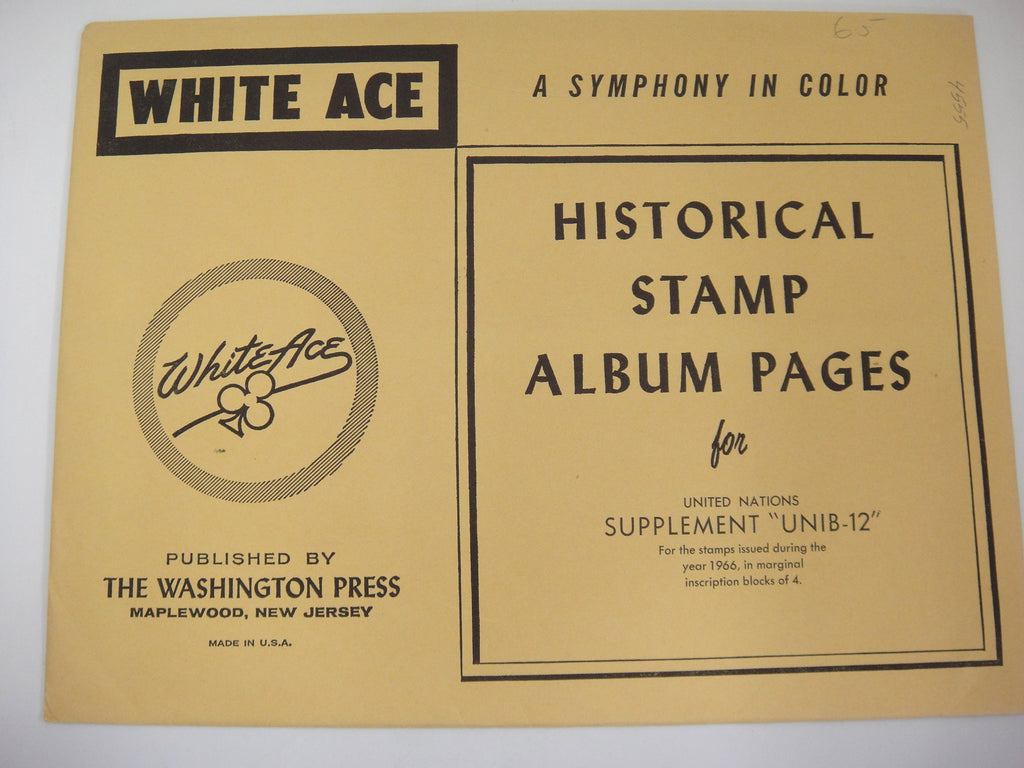 65
4555
WHITE ACE
A SYMPHONY IN COLOR
White Ace
PUBLISHED BY
THE WASHINGTON PRESS
MAPLEWOOD, NEW JERSEY
MADE IN U.S.A.
HISTORICAL
STAMP
ALBUM PAGES
for
UNITED NATIONS
SUPPLEMENT "UNIB-12"
For the stamps issued during the
year 1966, in marginal
inscription blocks of 4.